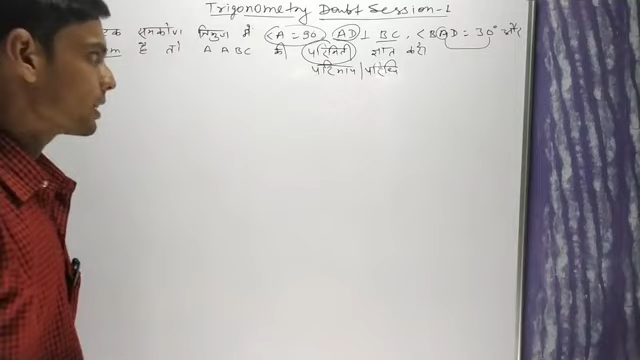 Trigonometry Doubt Session-1
एक समकोण त्रिभुज में <A = 90 AD ⊥ BC, <BAD = 30° और
cm है तो Δ ABC की परिमिती ज्ञात करो
परिमाप / परिधि